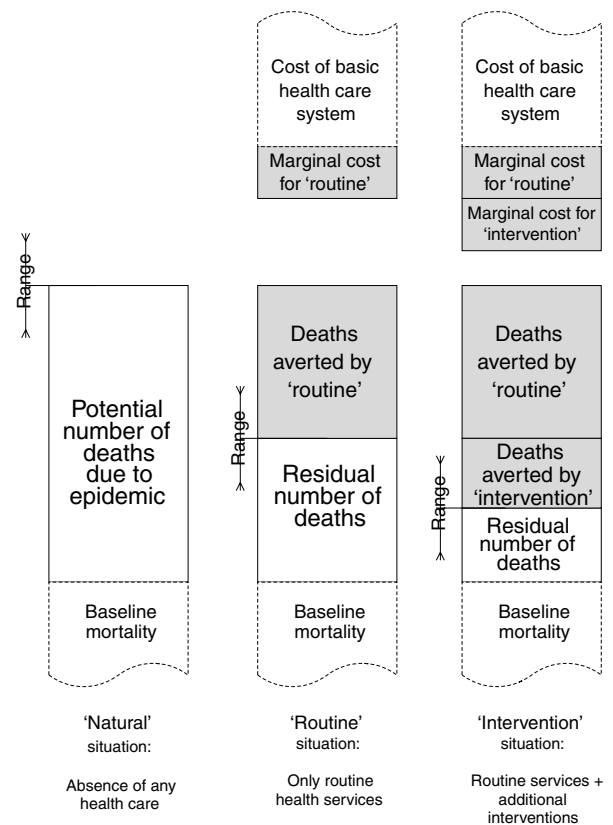 Cost of basic
health care
system
Marginal cost
for ‘routine’
Cost of basic
health care
system
Marginal cost
for ‘routine’
Marginal cost for
‘intervention’
Range
Potential
number of
deaths
due to
epidemic
Baseline
mortality
Range
Deaths
averted by
‘routine’
Residual
number of
deaths
Baseline
mortality
Range
Deaths
averted by
‘routine’
Deaths
averted by
‘intervention’
Residual
number of
deaths
Baseline
mortality
‘Natural’
situation:
Absence of any
health care
‘Routine’
situation:
Only routine
health services
‘Intervention’
situation:
Routine services +
additional
interventions